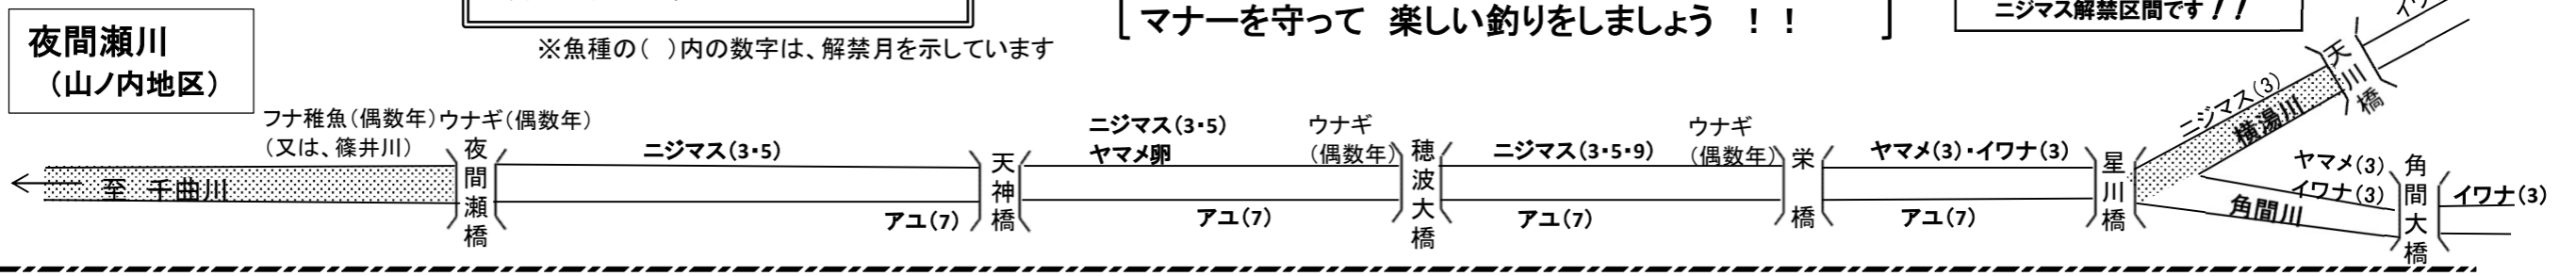 マナーを守って 楽しい釣りをしましょう !!
ニジマス解禁区間です!!
夜間瀬川
(山ノ内地区)
※魚種の( )内の数字は、解禁月を示しています
フナ稚魚(偶数年)
(又は、篠井川)
ウナギ(偶数年)
至 千曲川
夜間瀬橋
ニジマス(3・5)
アユ(7)
天神橋
ニジマス(3・5)
ヤマメ卵
ウナギ
(偶数年)
アユ(7)
穂波大橋
ニジマス(3・5・9)
ウナギ
(偶数年)
アユ(7)
栄橋
ヤマメ(3)・イワナ(3)
アユ(7)
星川橋
ニジマス(3)
横湯川
天川橋
ヤマメ(3)
イワナ(3)
角間川
角間大橋
イワナ(3)